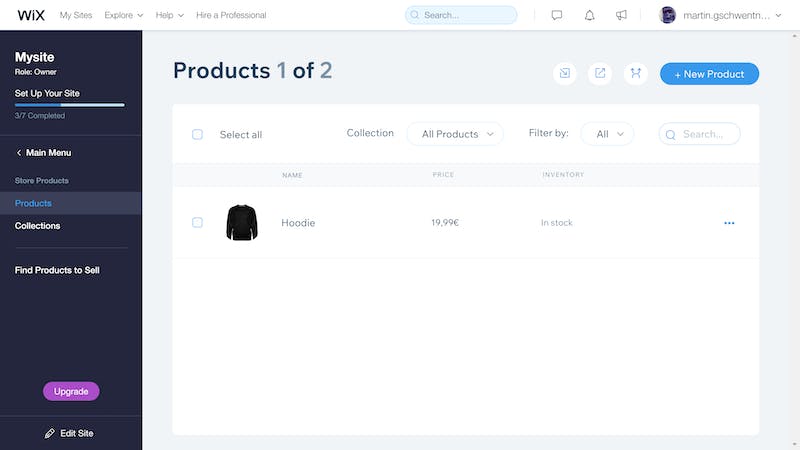 WiX My Sites Explore Help Hire a Professional Search... martin.gschwentn...
Mysite
Role: Owner
Set Up Your Site
3/7 Completed
Main Menu
Store Products
Products
Collections
Find Products to Sell
Upgrade
Edit Site
Products 1 of 2
+ New Product
Select all Collection All Products Filter by: All Search...
NAME PRICE INVENTORY
Hoodie 19,99€ In stock